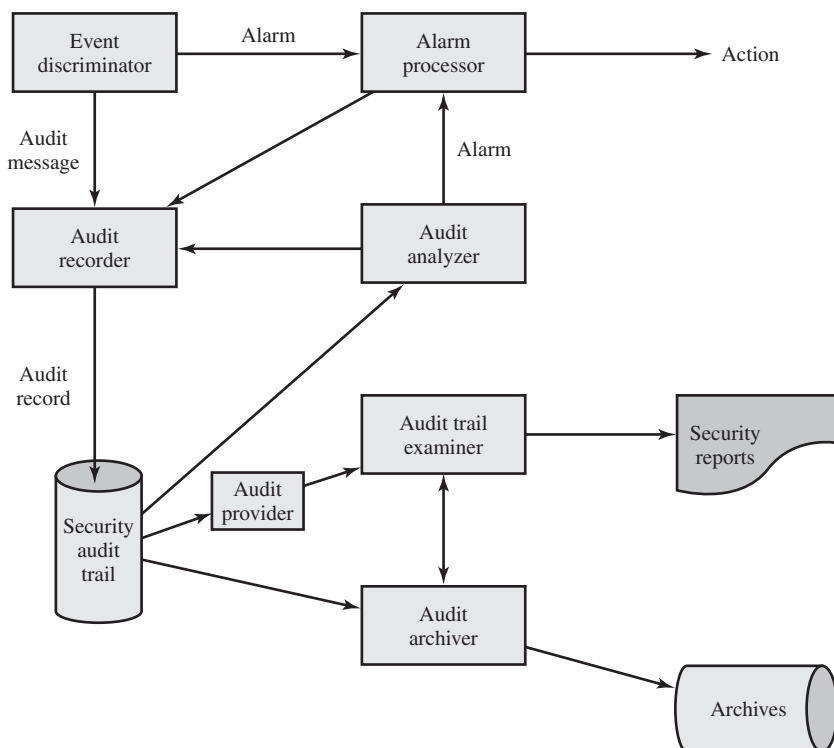 Event
discriminator
Alarm
Alarm
processor
Action
Audit
message
Alarm
Audit
recorder
Audit
analyzer
Audit
record
Audit trail
examiner
Security
reports
Audit
provider
Security
audit
trail
Audit
archiver
Archives